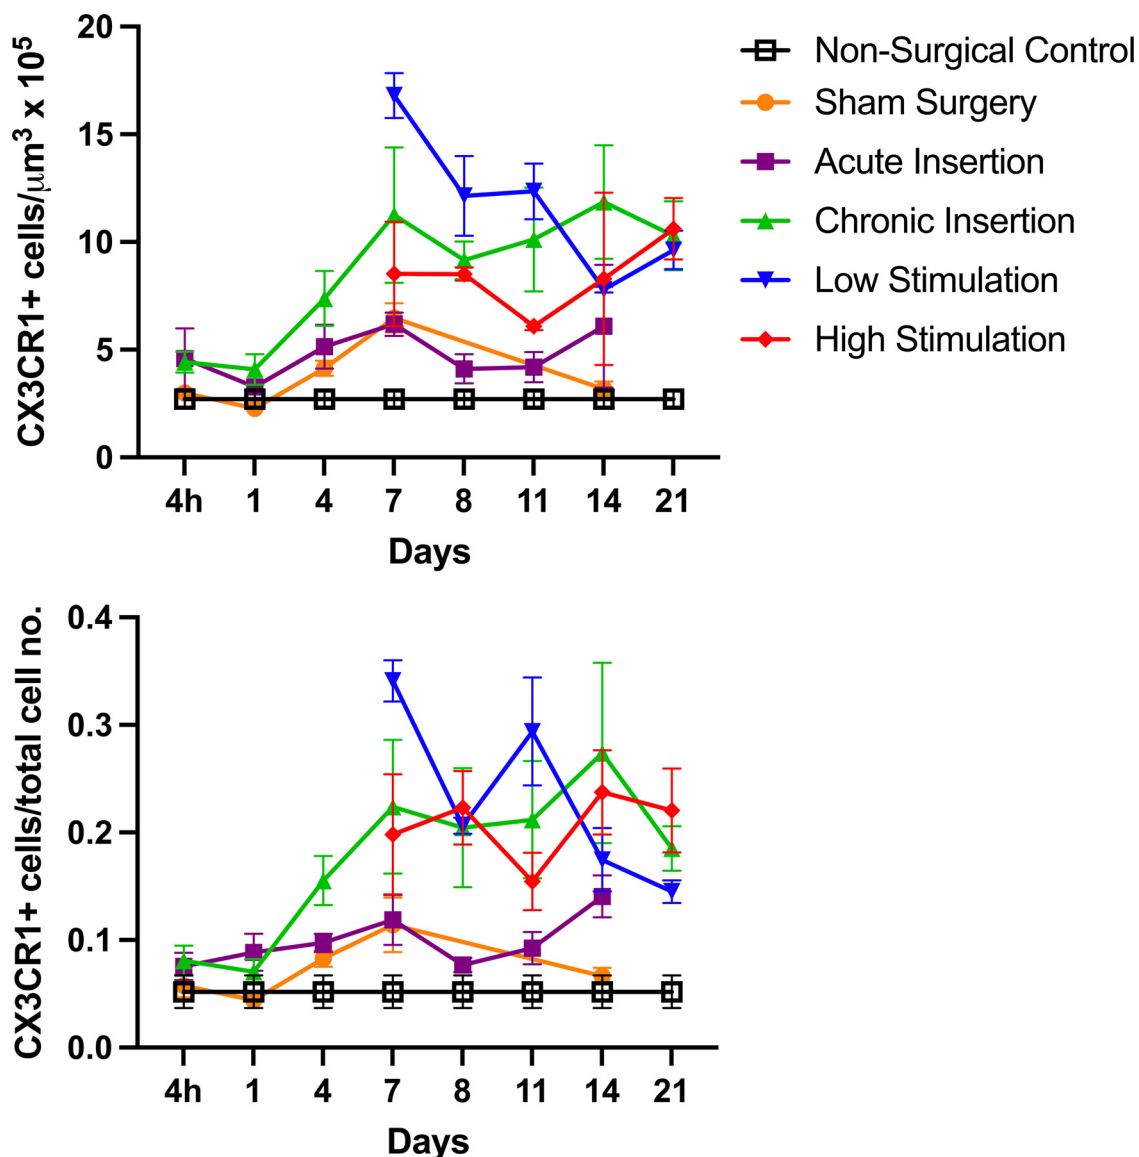 CX3CR1+ cells/μm³ x 10⁵
20
15
10
5
0
4h 1 4 7 8 11 14 21
Days
Non-Surgical Control
Sham Surgery
Acute Insertion
Chronic Insertion
Low Stimulation
High Stimulation
CX3CR1+ cells/total cell no.
0.4
0.3
0.2
0.1
0.0
4h 1 4 7 8 11 14 21
Days